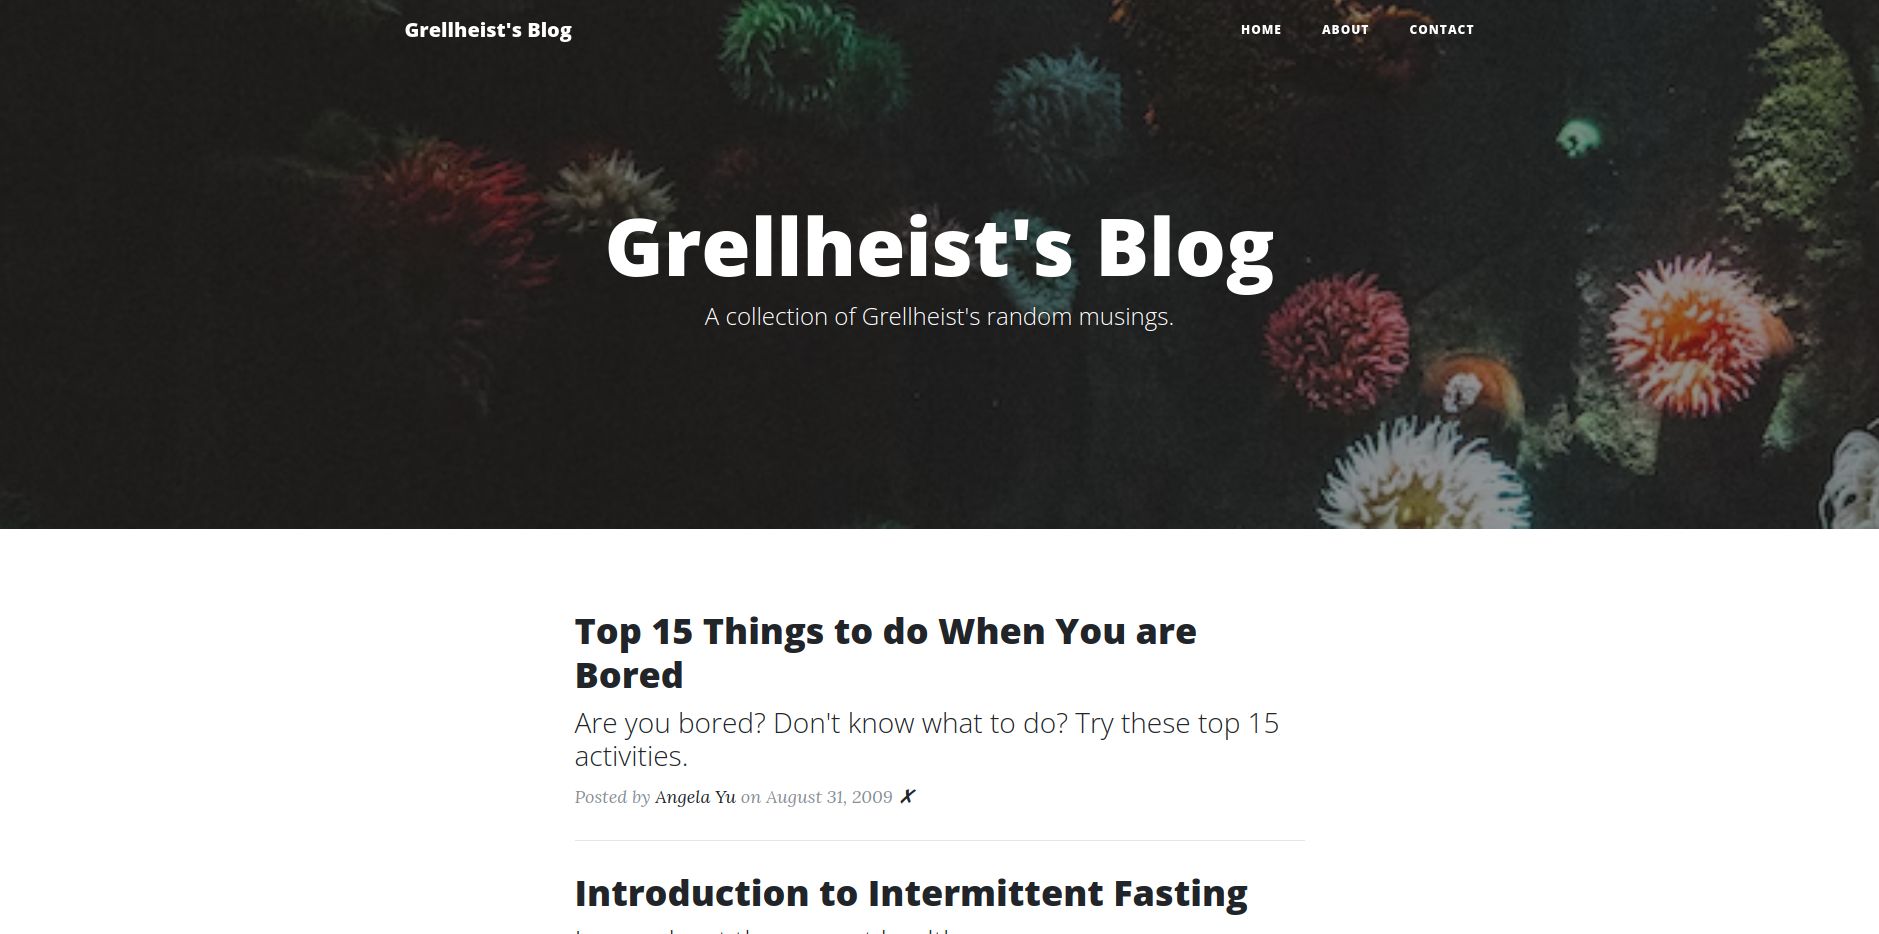 Grellheist's Blog
HOME ABOUT CONTACT
Grellheist's Blog
A collection of Grellheist's random musings.
Top 15 Things to do When You are
Bored
Are you bored? Don't know what to do? Try these top 15
activities.
Posted by Angela Yu on August 31, 2009 ✗
Introduction to Intermittent Fasting